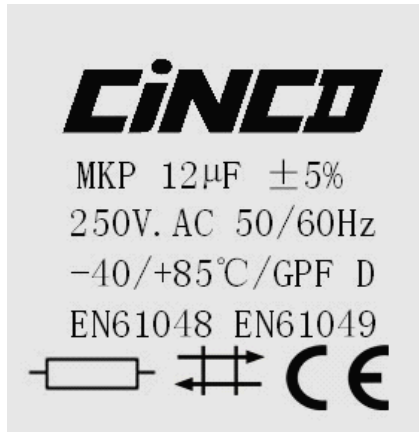 CiNCO
MKP 12μF ±5%
250V.AC 50/60Hz
-40/+85℃/GPF D
EN61048 EN61049
CE